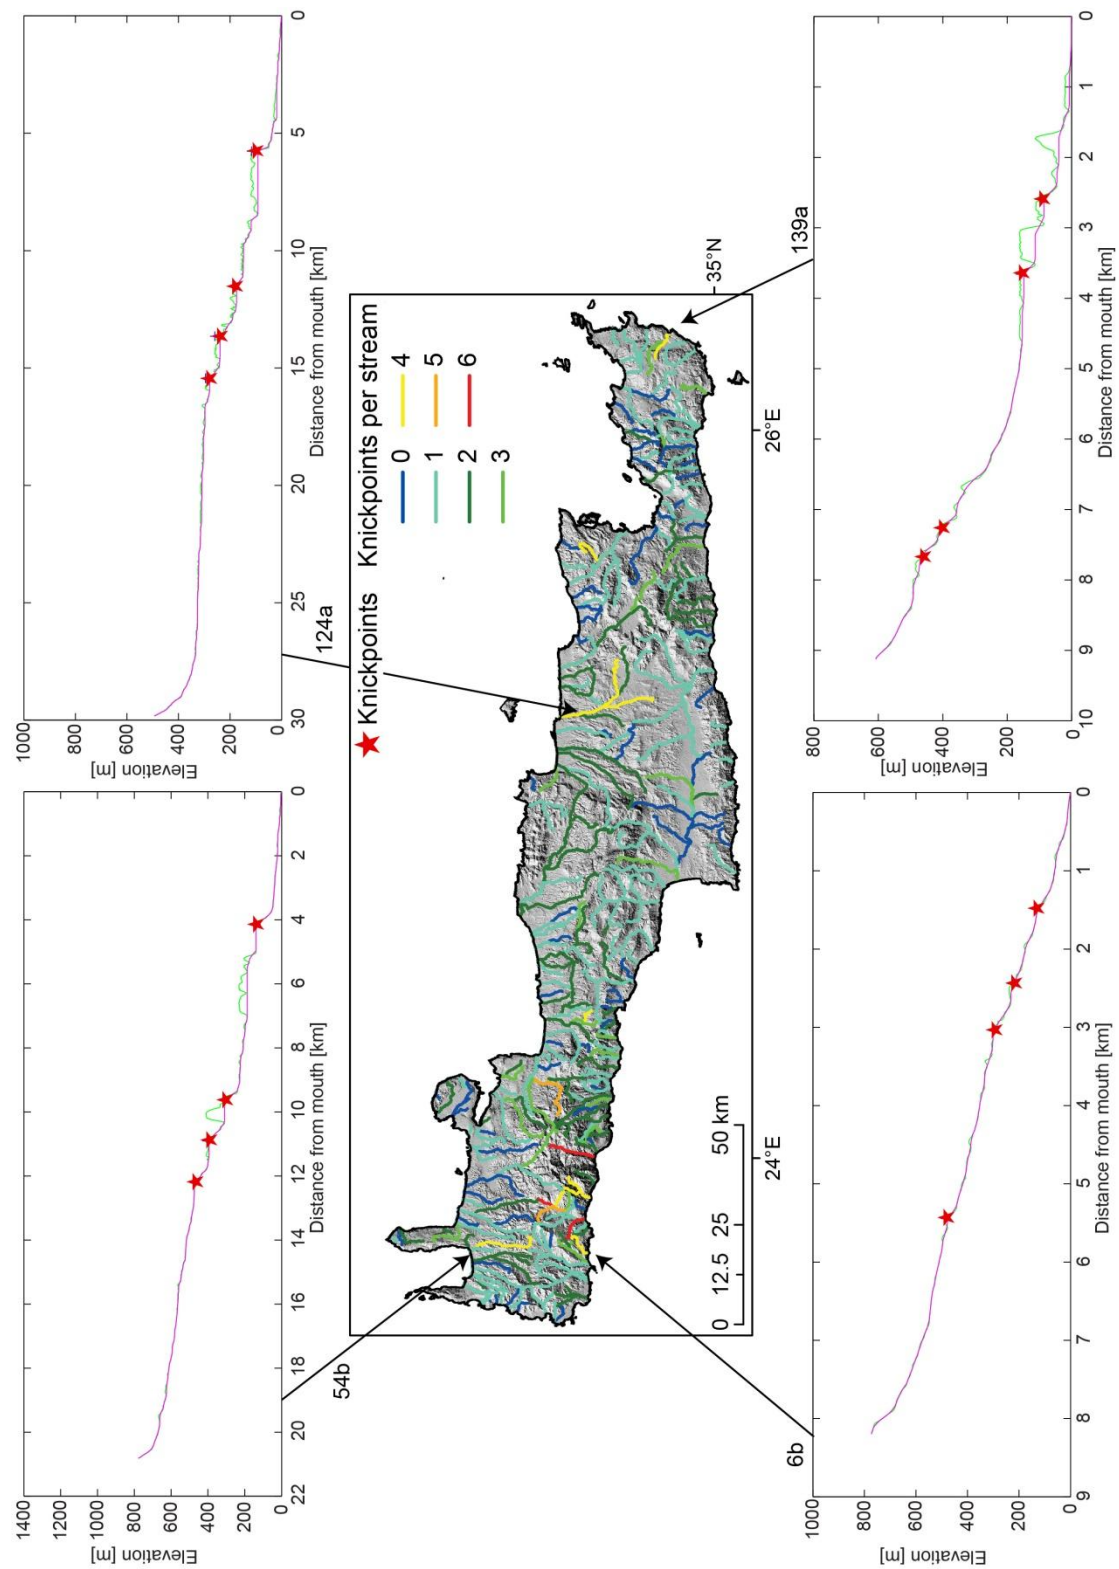 Elevation [m]
1400
1200
1000
800
600
400
200
0
22 20 18 16 14 12 10 8 6 4 2 0
Distance from mouth [km]
Elevation [m]
1000
800
600
400
200
0
30 25 20 15 10 5 0
Distance from mouth [km]
54b
124a
Knickpoints
Knickpoints per stream
0 4
1 5
2 6
3
0 12.5 25 50 km
24°E
26°E
35°N
6b
139a
Elevation [m]
1000
800
600
400
200
0
9 8 7 6 5 4 3 2 1 0
Distance from mouth [km]
Elevation [m]
800
600
400
200
0
10 9 8 7 6 5 4 3 2 1 0
Distance from mouth [km]